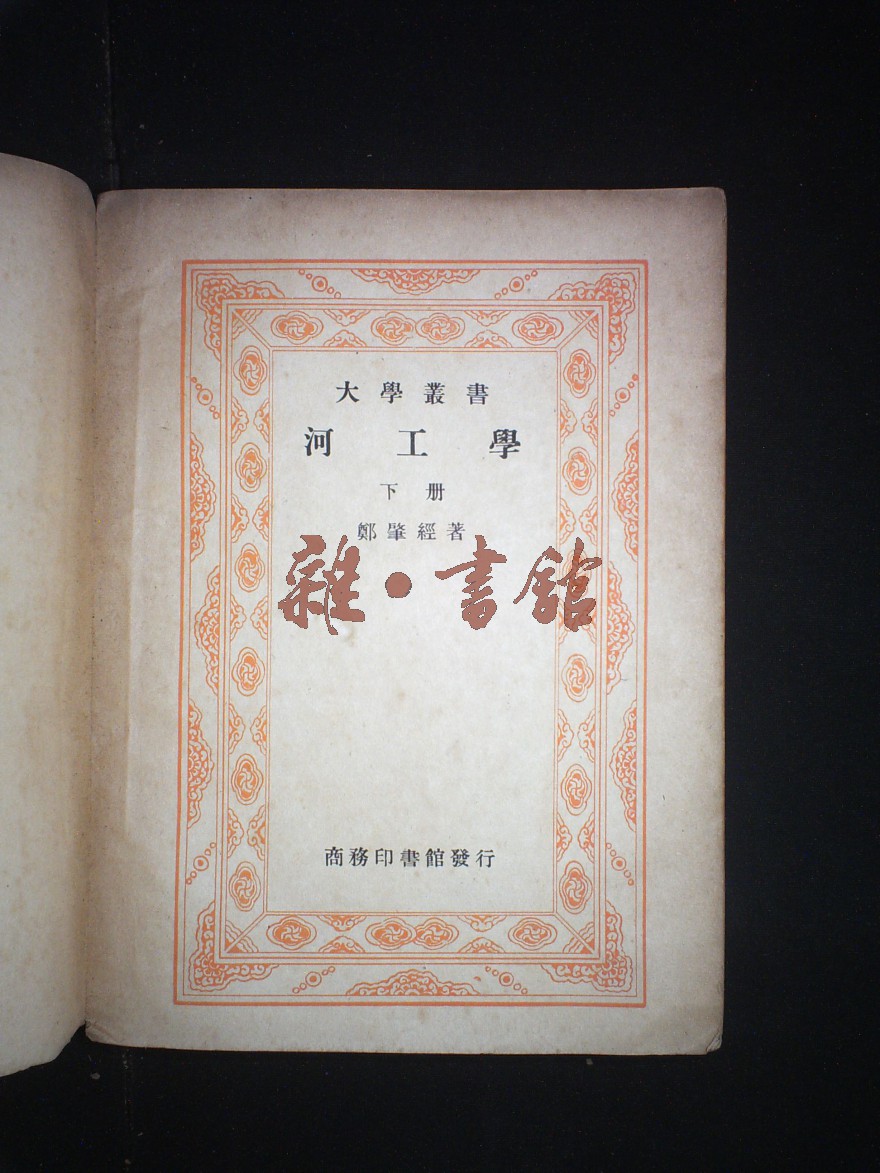 大學叢書
河工學
下册
鄭肇經著
雜·書館
商務印書館發行